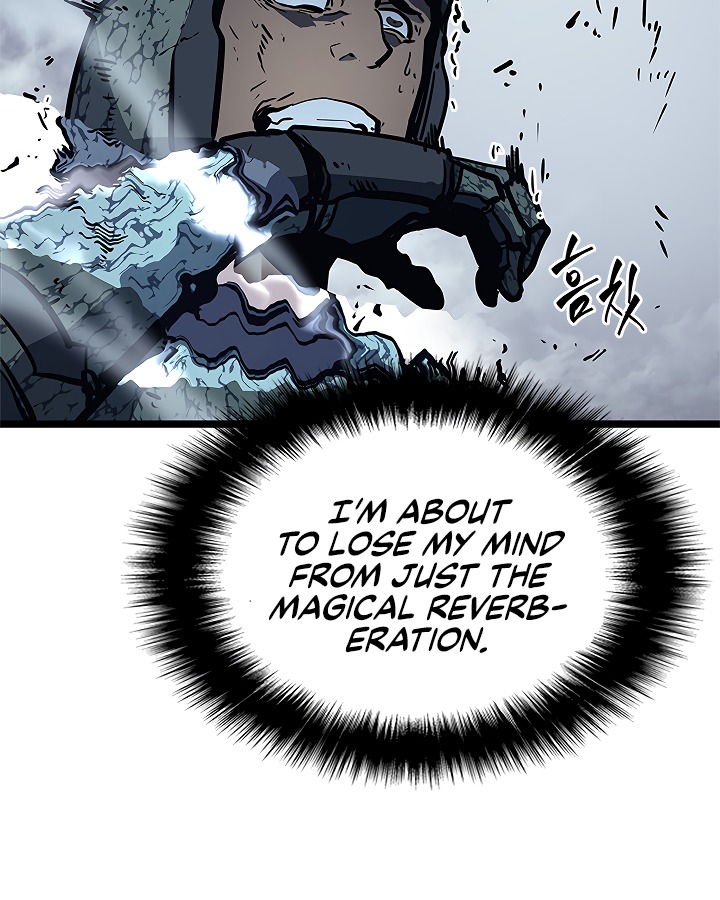 흠칫
I'M ABOUT
TO LOSE MY MIND
FROM JUST THE
MAGICAL REVERB-
ERATION.